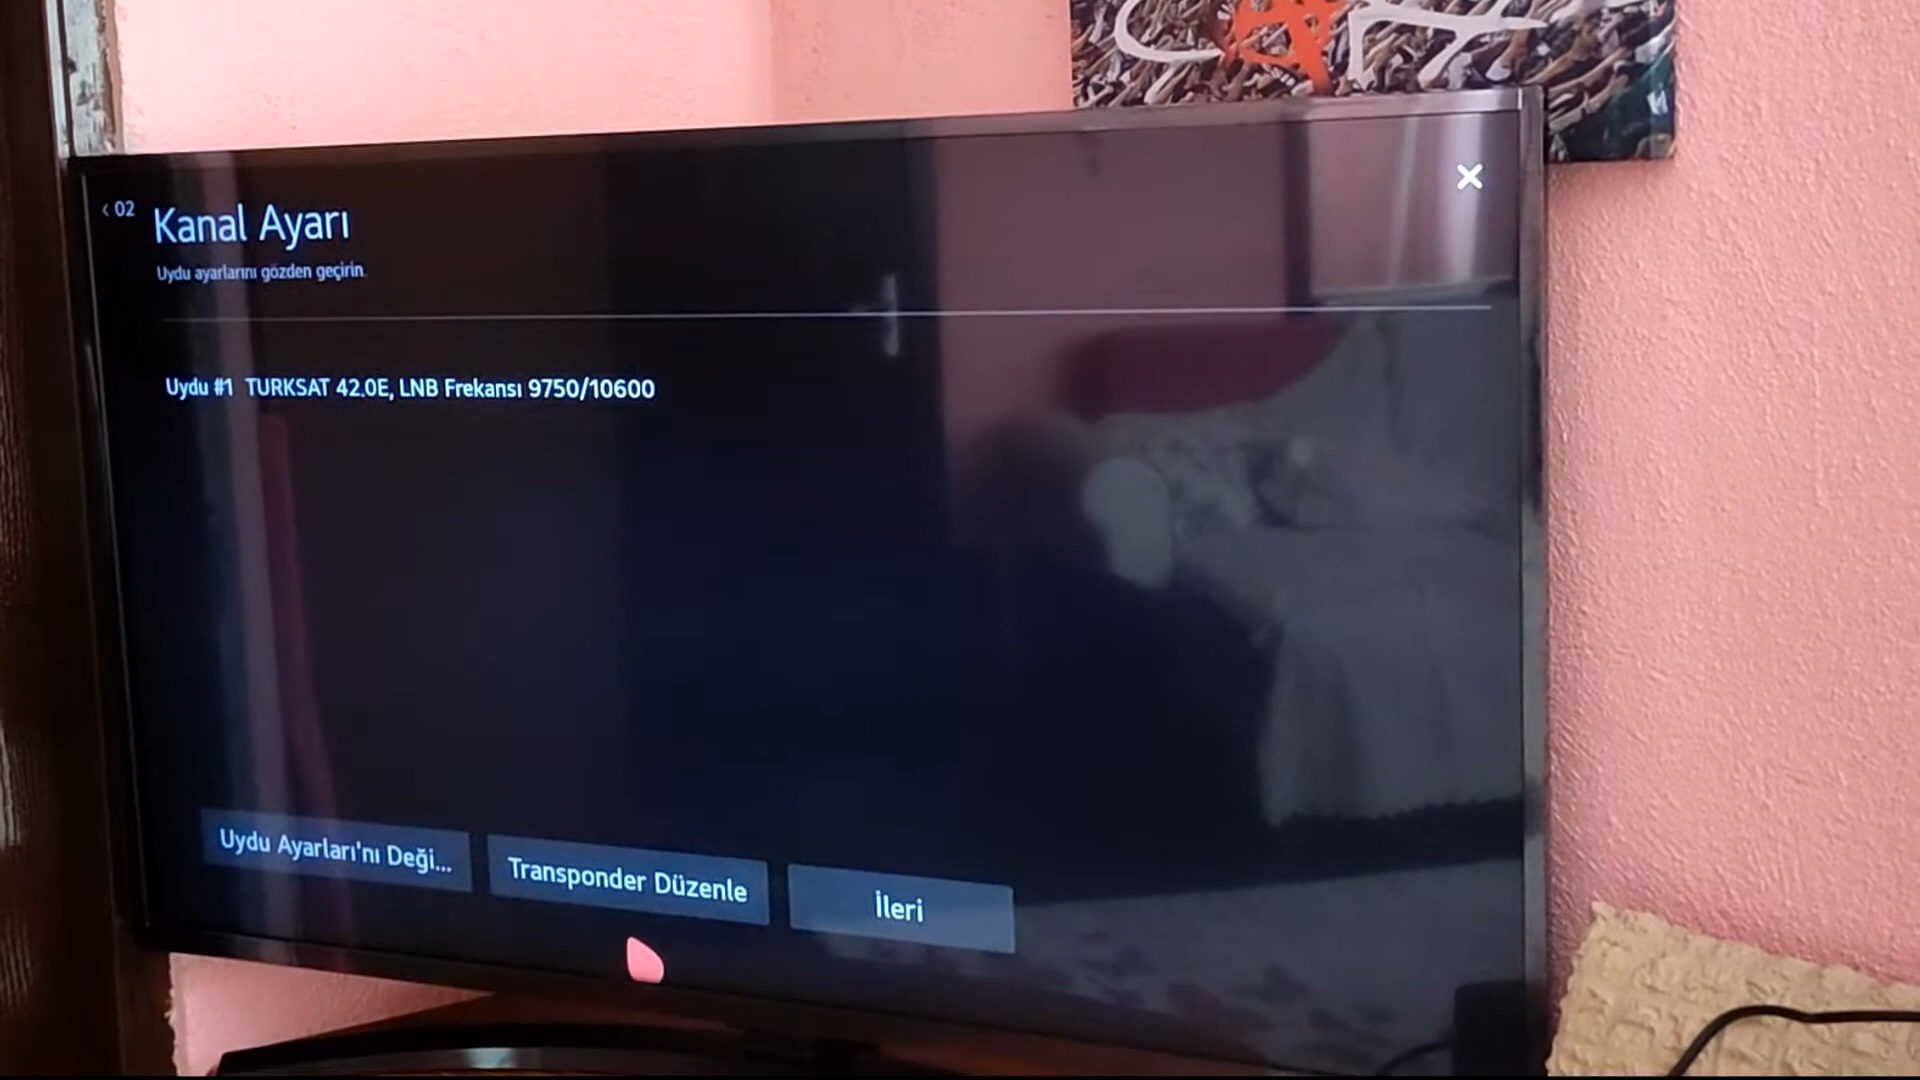 ‹ 02
Kanal Ayarı
Uydu ayarlarını gözden geçirin.
Uydu #1 TURKSAT 42.0E, LNB Frekansı 9750/10600
Uydu Ayarları'nı Deği...
Transponder Düzenle
İleri